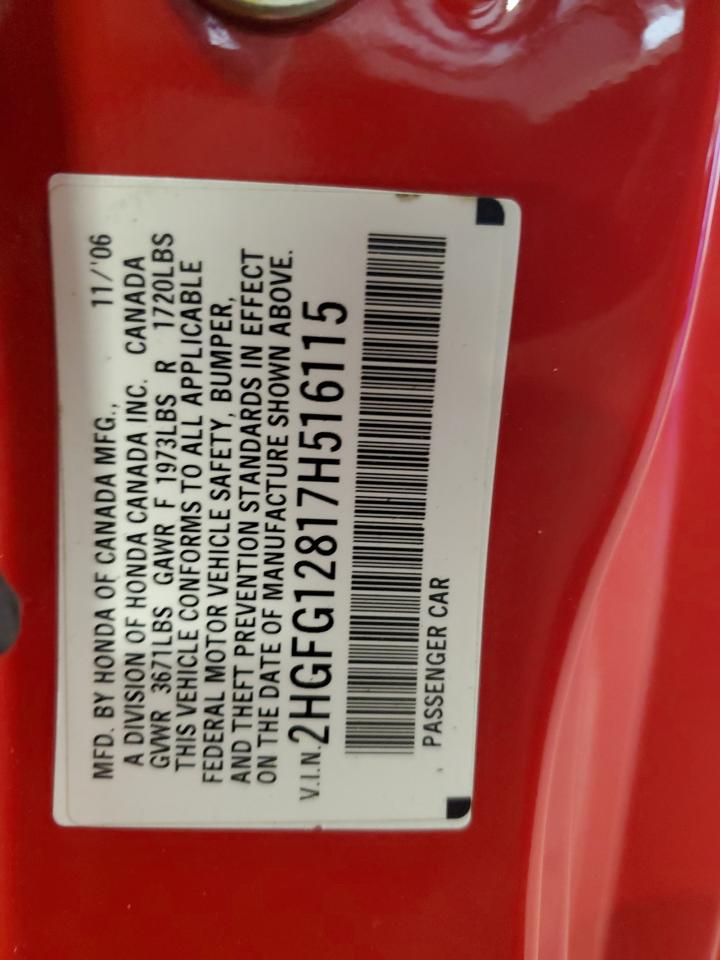 MFD. BY HONDA OF CANADA MFG., 11/'06
A DIVISION OF HONDA CANADA INC. CANADA
GVWR 3671LBS GAWR F 1973LBS R 1720LBS
THIS VEHICLE CONFORMS TO ALL APPLICABLE
FEDERAL MOTOR VEHICLE SAFETY, BUMPER,
AND THEFT PREVENTION STANDARDS IN EFFECT
ON THE DATE OF MANUFACTURE SHOWN ABOVE.
V.I.N. 2HGFG12817H516115
PASSENGER CAR